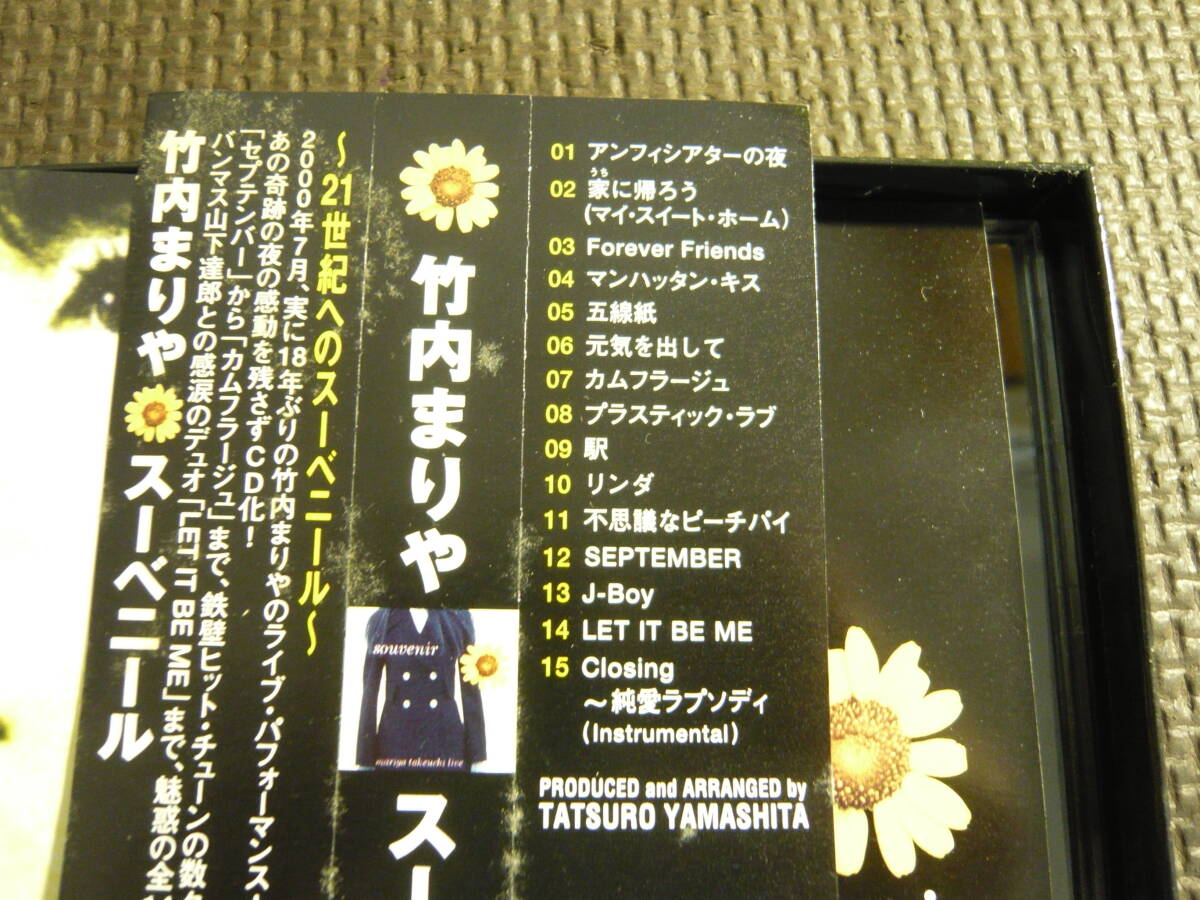 01 アンフィシアターの夜
うち
02 家に帰ろう
(マイ・スイート・ホーム)
03 Forever Friends
04 マンハッタン・キス
05 五線紙
06 元気を出して
07 カムフラージュ
08 プラスティック・ラブ
09 駅
10 リンダ
11 不思議なピーチパイ
12 SEPTEMBER
13 J-Boy
14 LET IT BE ME
15 Closing
〜純愛ラプソディ
(Instrumental)
PRODUCED and ARRANGED by
TATSURO YAMASHITA
竹内まりや
souvenir
mariya takeuchi live
スー
〜21世紀へのスーベニール〜
2000年7月、実に18年ぶりの竹内まりやのライブ・パフォーマンス
あの奇跡の夜の感動を残さずCD化!
「セプテンバー」から「カムフラージュ」まで、鉄壁ヒット・チューンの数
バンマス山下達郎との感涙のデュオ「LET IT BE ME」まで、魅惑の全
竹内まりや スーベニール